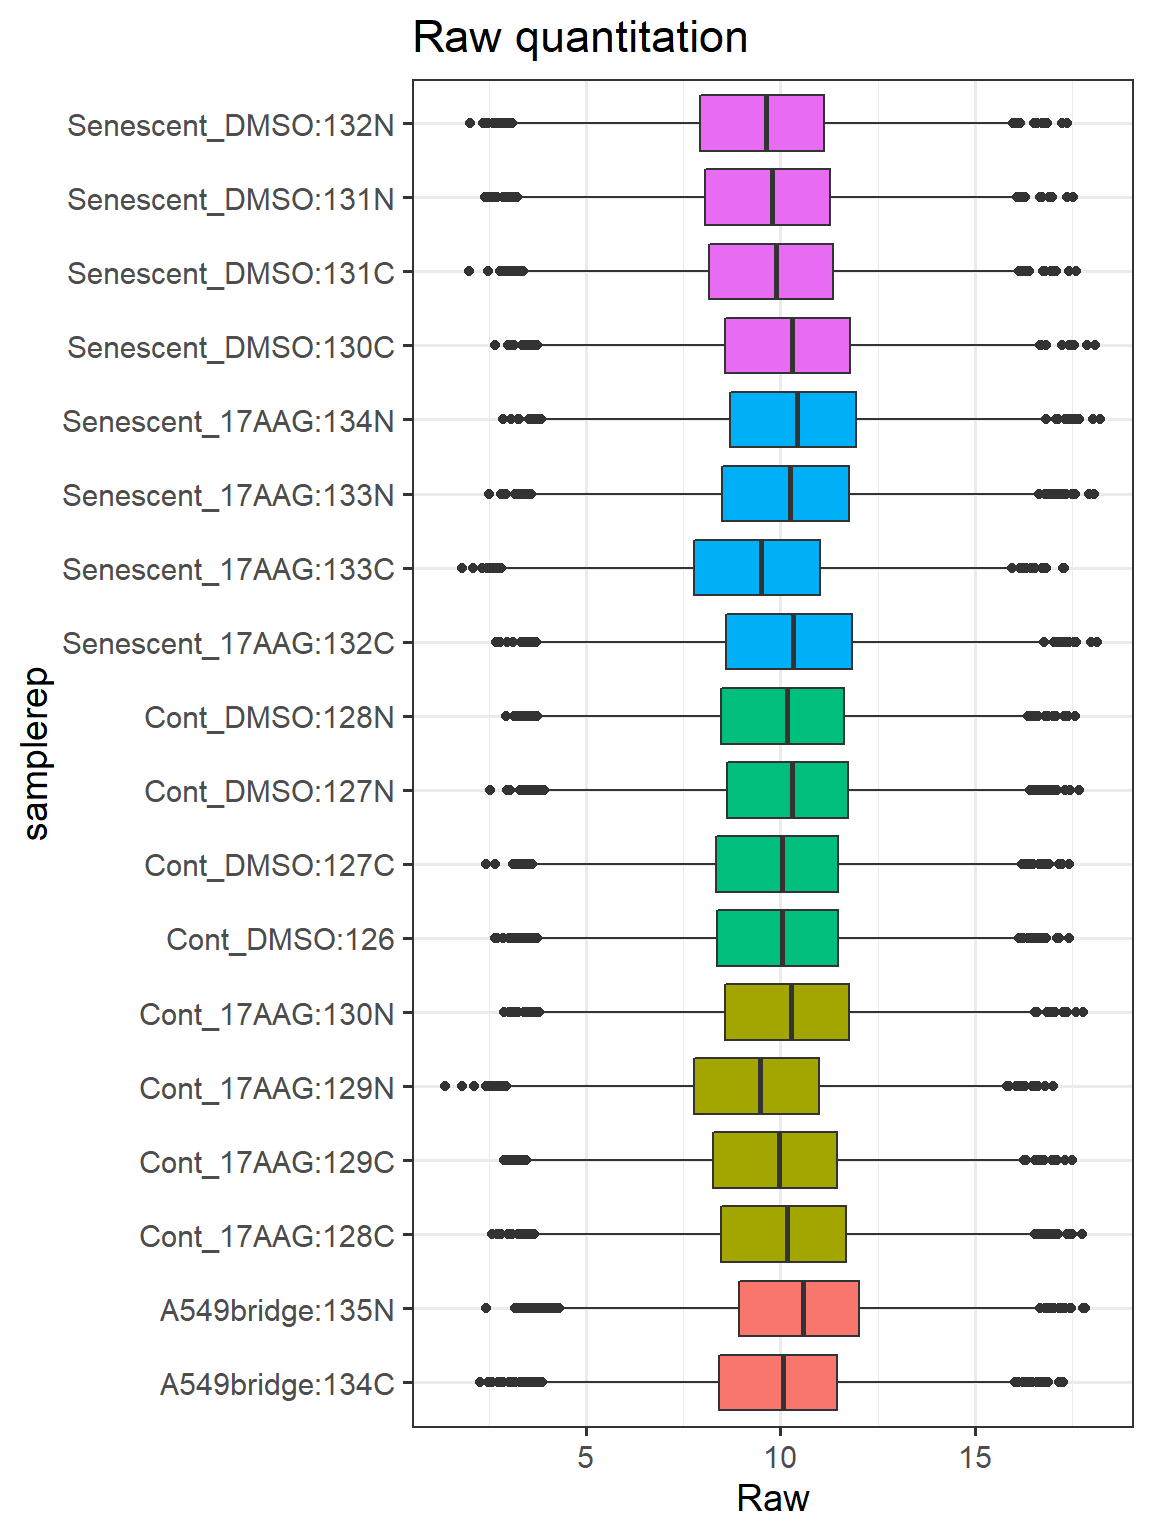 Raw quantitation
Senescent_DMSO:132N
Senescent_DMSO:131N
Senescent_DMSO:131C
Senescent_DMSO:130C
Senescent_17AAG:134N
Senescent_17AAG:133N
Senescent_17AAG:133C
Senescent_17AAG:132C
Cont_DMSO:128N
Cont_DMSO:127N
Cont_DMSO:127C
Cont_DMSO:126
Cont_17AAG:130N
Cont_17AAG:129N
Cont_17AAG:129C
Cont_17AAG:128C
A549bridge:135N
A549bridge:134C
samplerep
5 10 15
Raw